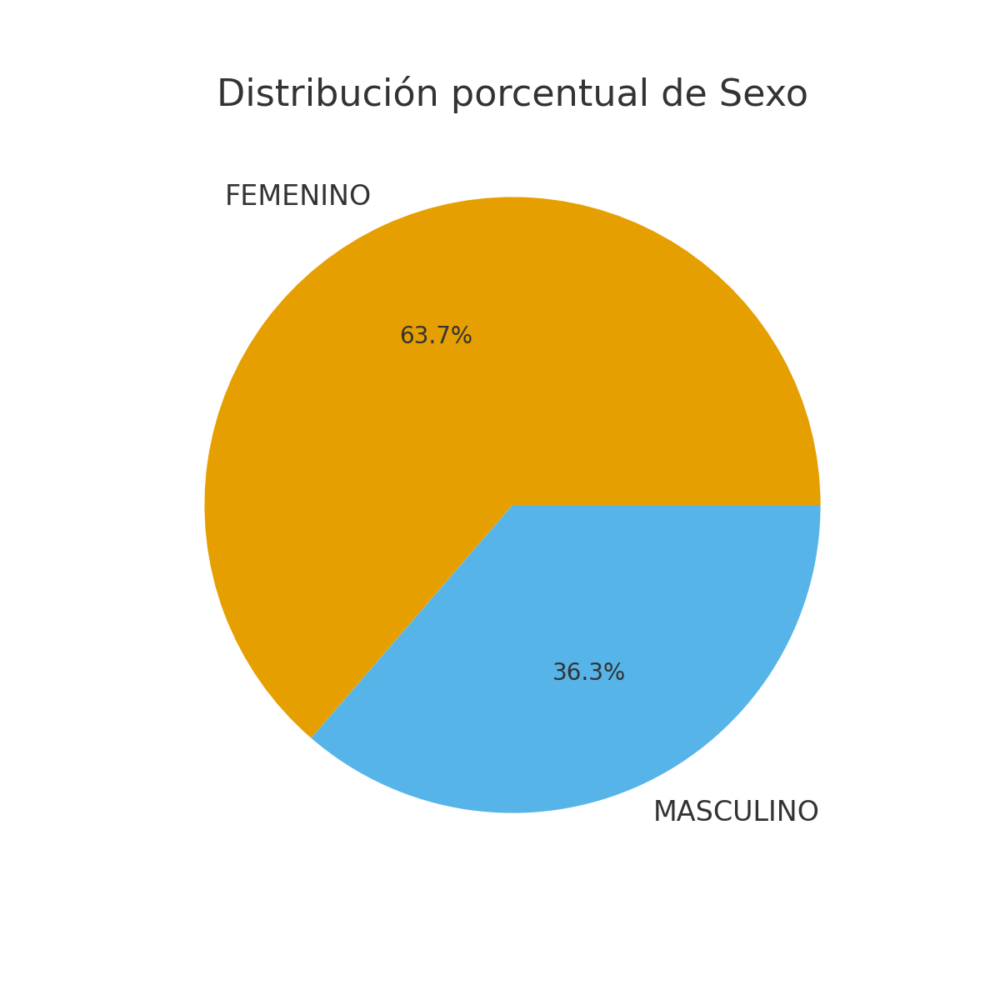 Distribución porcentual de Sexo
FEMENINO
63.7%
36.3%
MASCULINO